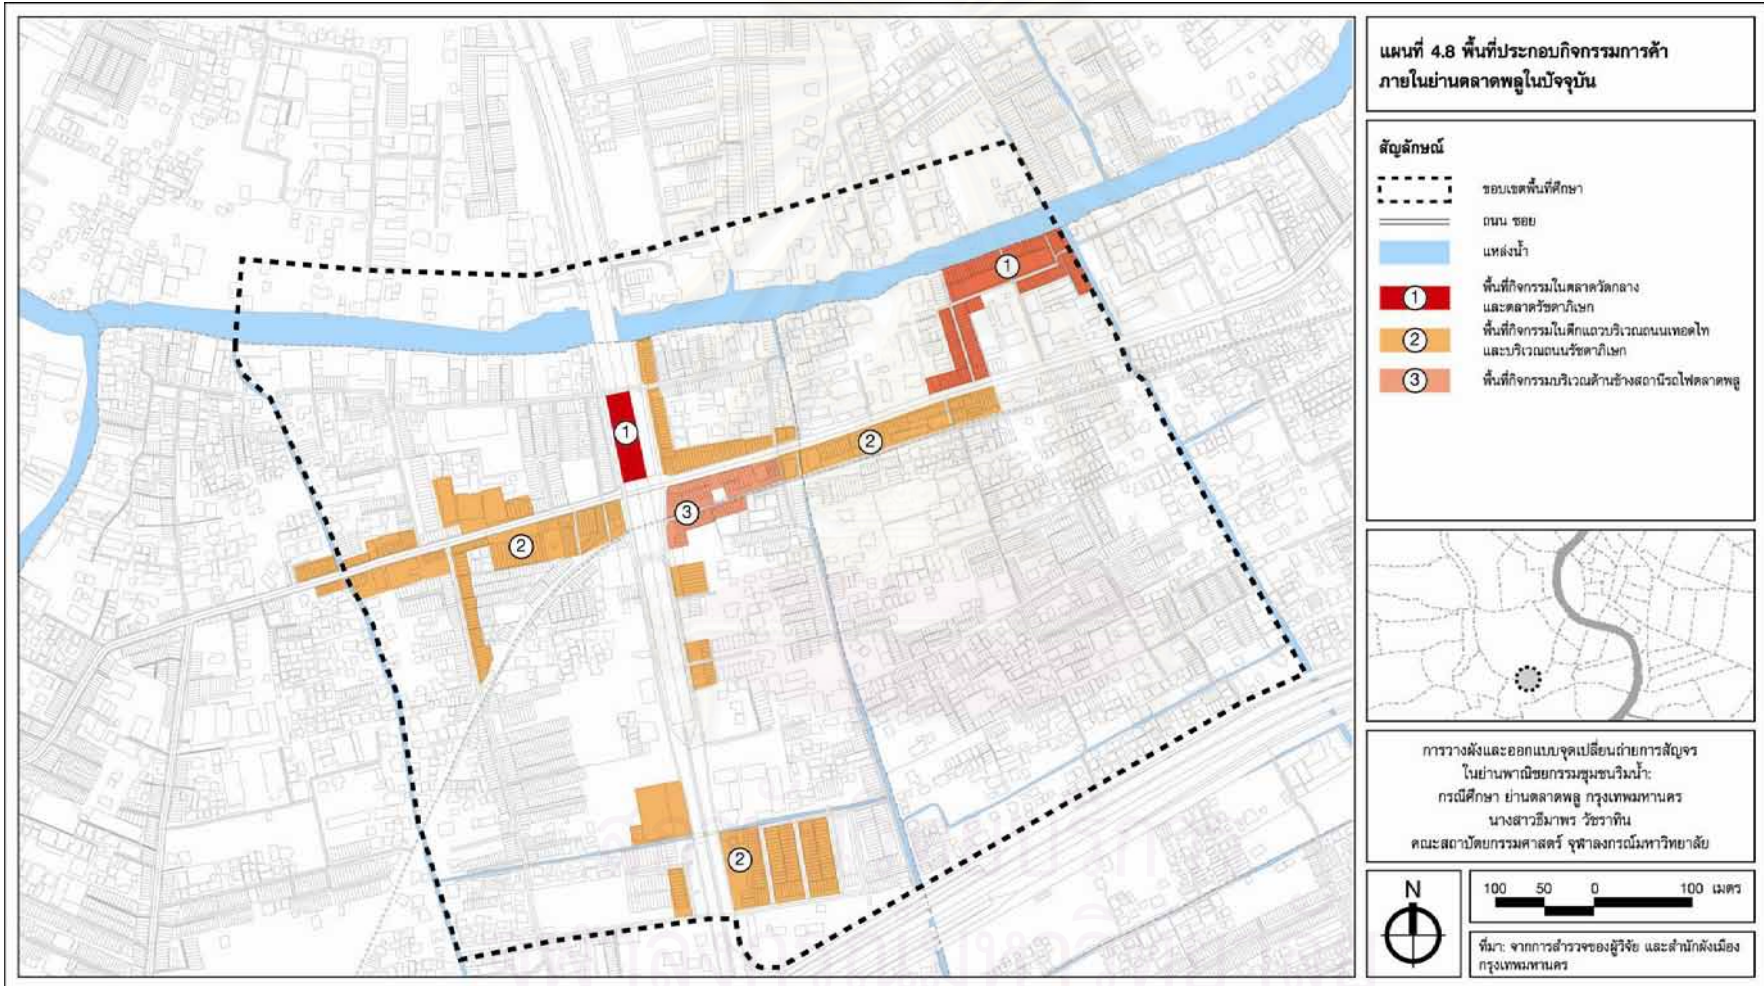 แผนที่ 4.8 พื้นที่ประกอบกิจกรรมการค้า
ภายในย่านตลาดพลูในปัจจุบัน
สัญลักษณ์
ขอบเขตพื้นที่ศึกษา
ถนน ซอย
แหล่งน้ำ
1 พื้นที่กิจกรรมในตลาดวัดกลาง
และตลาดรัชดาภิเษก
2 พื้นที่กิจกรรมในตึกแถวบริเวณถนนเทอดไท
และบริเวณถนนรัชดาภิเษก
3 พื้นที่กิจกรรมบริเวณด้านข้างสถานีรถไฟตลาดพลู
1
1
2
3
2
2
การวางผังและออกแบบจุดเปลี่ยนถ่ายการสัญจร
ในย่านพาณิชยกรรมชุมชนริมน้ำ:
กรณีศึกษา ย่านตลาดพลู กรุงเทพมหานคร
นางสาวธีมาพร วัชราทิน
คณะสถาปัตยกรรมศาสตร์ จุฬาลงกรณ์มหาวิทยาลัย
N
100 50 0 100 เมตร
ที่มา: จากการสำรวจของผู้วิจัย และสำนักผังเมือง
กรุงเทพมหานคร